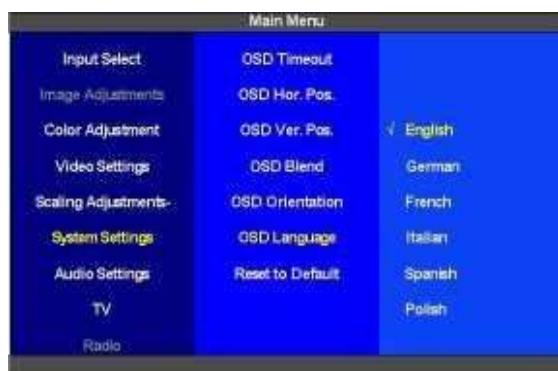 Main Menu
Input Select
Image Adjustments
Color Adjustment
Video Settings
Scaling Adjustments-
System Settings
Audio Settings
TV
Radio
OSD Timeout
OSD Hor. Pos.
OSD Ver. Pos.
OSD Blend
OSD Orientation
OSD Language
Reset to Default
√ English
German
French
Italian
Spanish
Polish